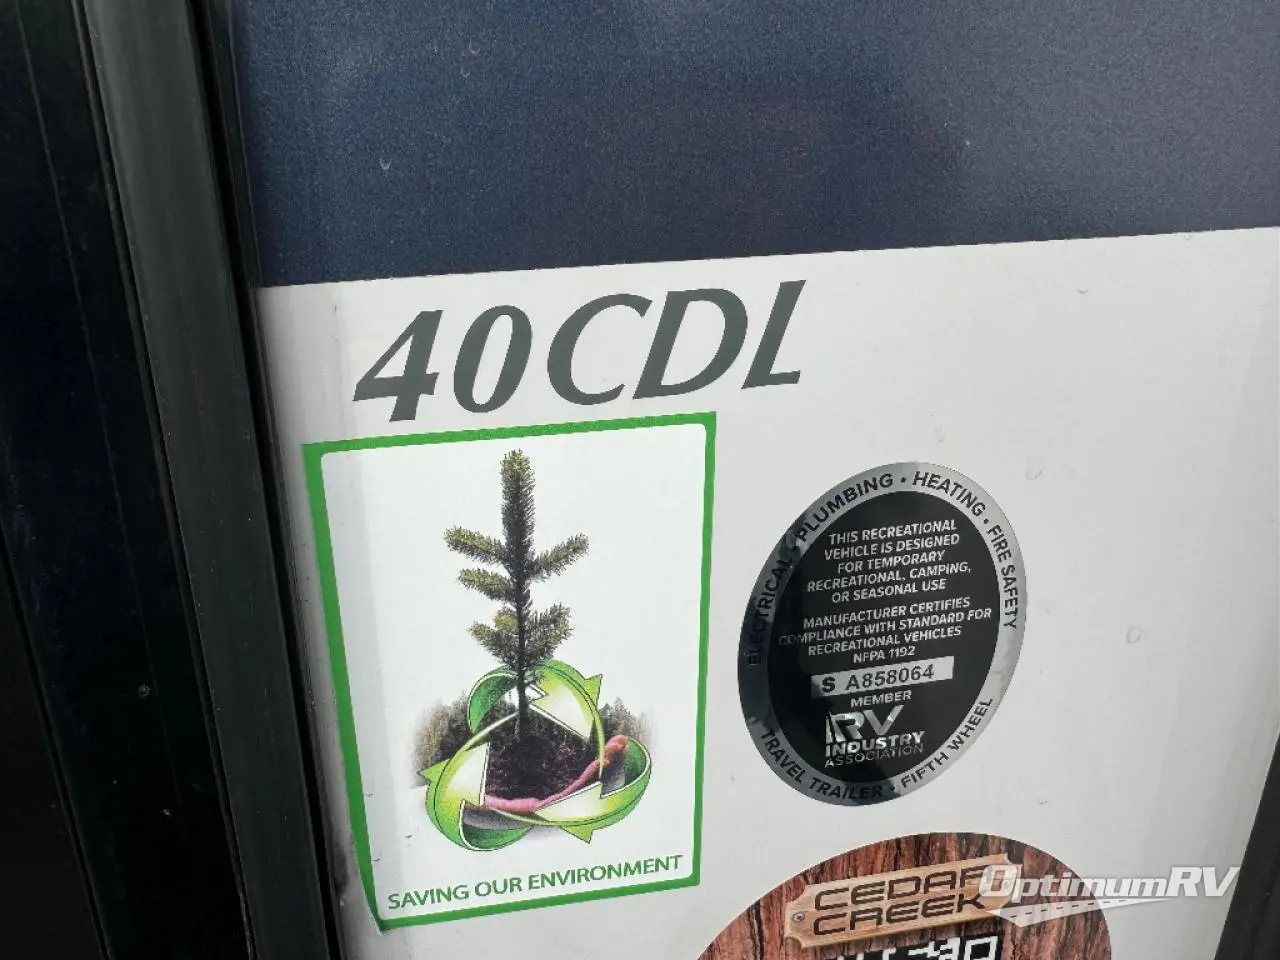 40CDL
SAVING OUR ENVIRONMENT
ELECTRICAL • PLUMBING • HEATING • FIRE SAFETY
THIS RECREATIONAL
VEHICLE IS DESIGNED
FOR TEMPORARY
RECREATIONAL, CAMPING,
OR SEASONAL USE
MANUFACTURER CERTIFIES
COMPLIANCE WITH STANDARD FOR
RECREATIONAL VEHICLES
NFPA 1192
S A858064
MEMBER
RV
INDUSTRY
ASSOCIATION
TRAVEL TRAILER • FIFTH WHEEL
CEDAR
CREEK
OptimumRV